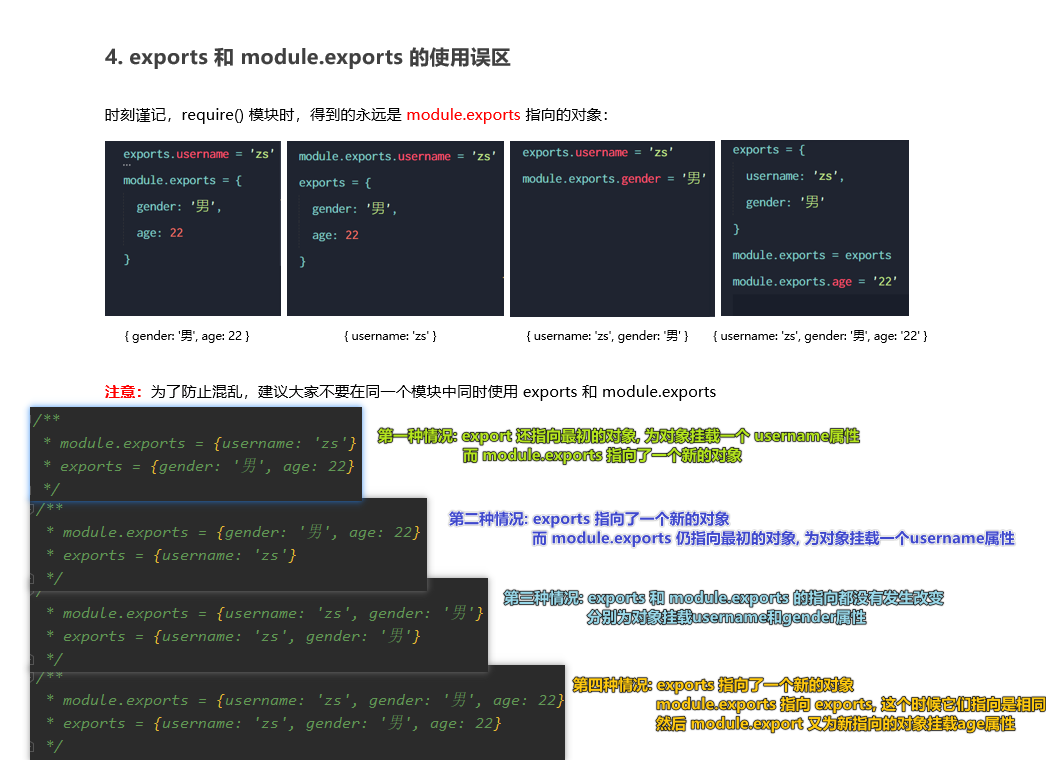 4. exports 和 module.exports 的使用误区
时刻谨记，require() 模块时，得到的永远是 module.exports 指向的对象：
exports.username = 'zs'
module.exports = {
gender: '男',
age: 22
}
module.exports.username = 'zs'
exports = {
gender: '男',
age: 22
}
exports.username = 'zs'
module.exports.gender = '男'
exports = {
username: 'zs',
gender: '男'
}
module.exports = exports
module.exports.age = '22'
{ gender: '男', age: 22 }
{ username: 'zs' }
{ username: 'zs', gender: '男' }
{ username: 'zs', gender: '男', age: '22' }
注意：为了防止混乱，建议大家不要在同一个模块中同时使用 exports 和 module.exports
/**
* module.exports = {username: 'zs'}
* exports = {gender: '男', age: 22}
*/
第一种情况: export 还指向最初的对象, 为对象挂载一个 username属性
而 module.exports 指向了一个新的对象
/**
* module.exports = {gender: '男', age: 22}
* exports = {username: 'zs'}
*/
第二种情况: exports 指向了一个新的对象
而 module.exports 仍指向最初的对象, 为对象挂载一个username属性
* module.exports = {username: 'zs', gender: '男'}
* exports = {username: 'zs', gender: '男'}
*/
第三种情况: exports 和 module.exports 的指向都没有发生改变
分别为对象挂载username和gender属性
/**
* module.exports = {username: 'zs', gender: '男', age: 22}
* exports = {username: 'zs', gender: '男', age: 22}
*/
第四种情况: exports 指向了一个新的对象
module.exports 指向 exports, 这个时候它们指向是相同
然后 module.export 又为新指向的对象挂载age属性